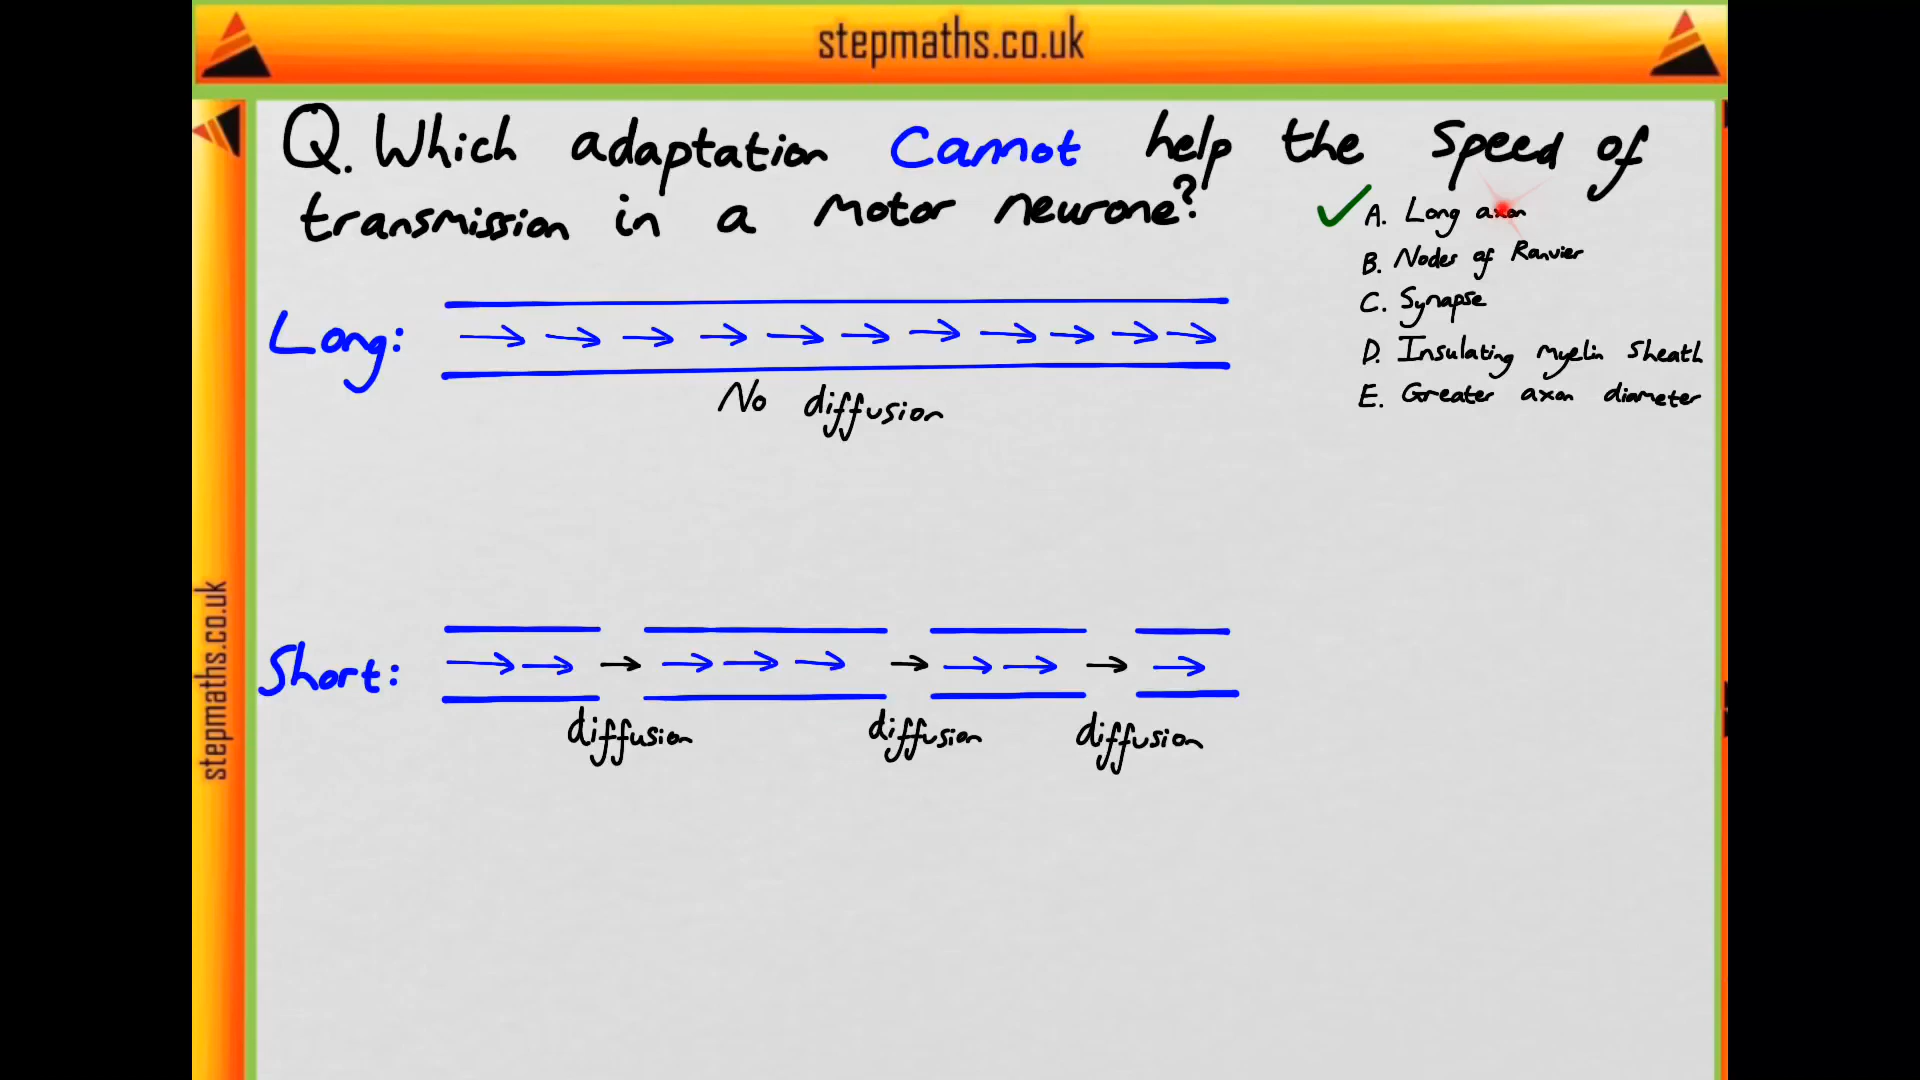 stepmaths.co.uk
Q. Which adaptation cannot help the speed of
transmission in a motor neurone?
A. Long axon
B. Nodes of Ranvier
C. Synapse
D. Insulating myelin sheath
E. Greater axon diameter
Long:
No diffusion
Short:
diffusion diffusion diffusion
stepmaths.co.uk